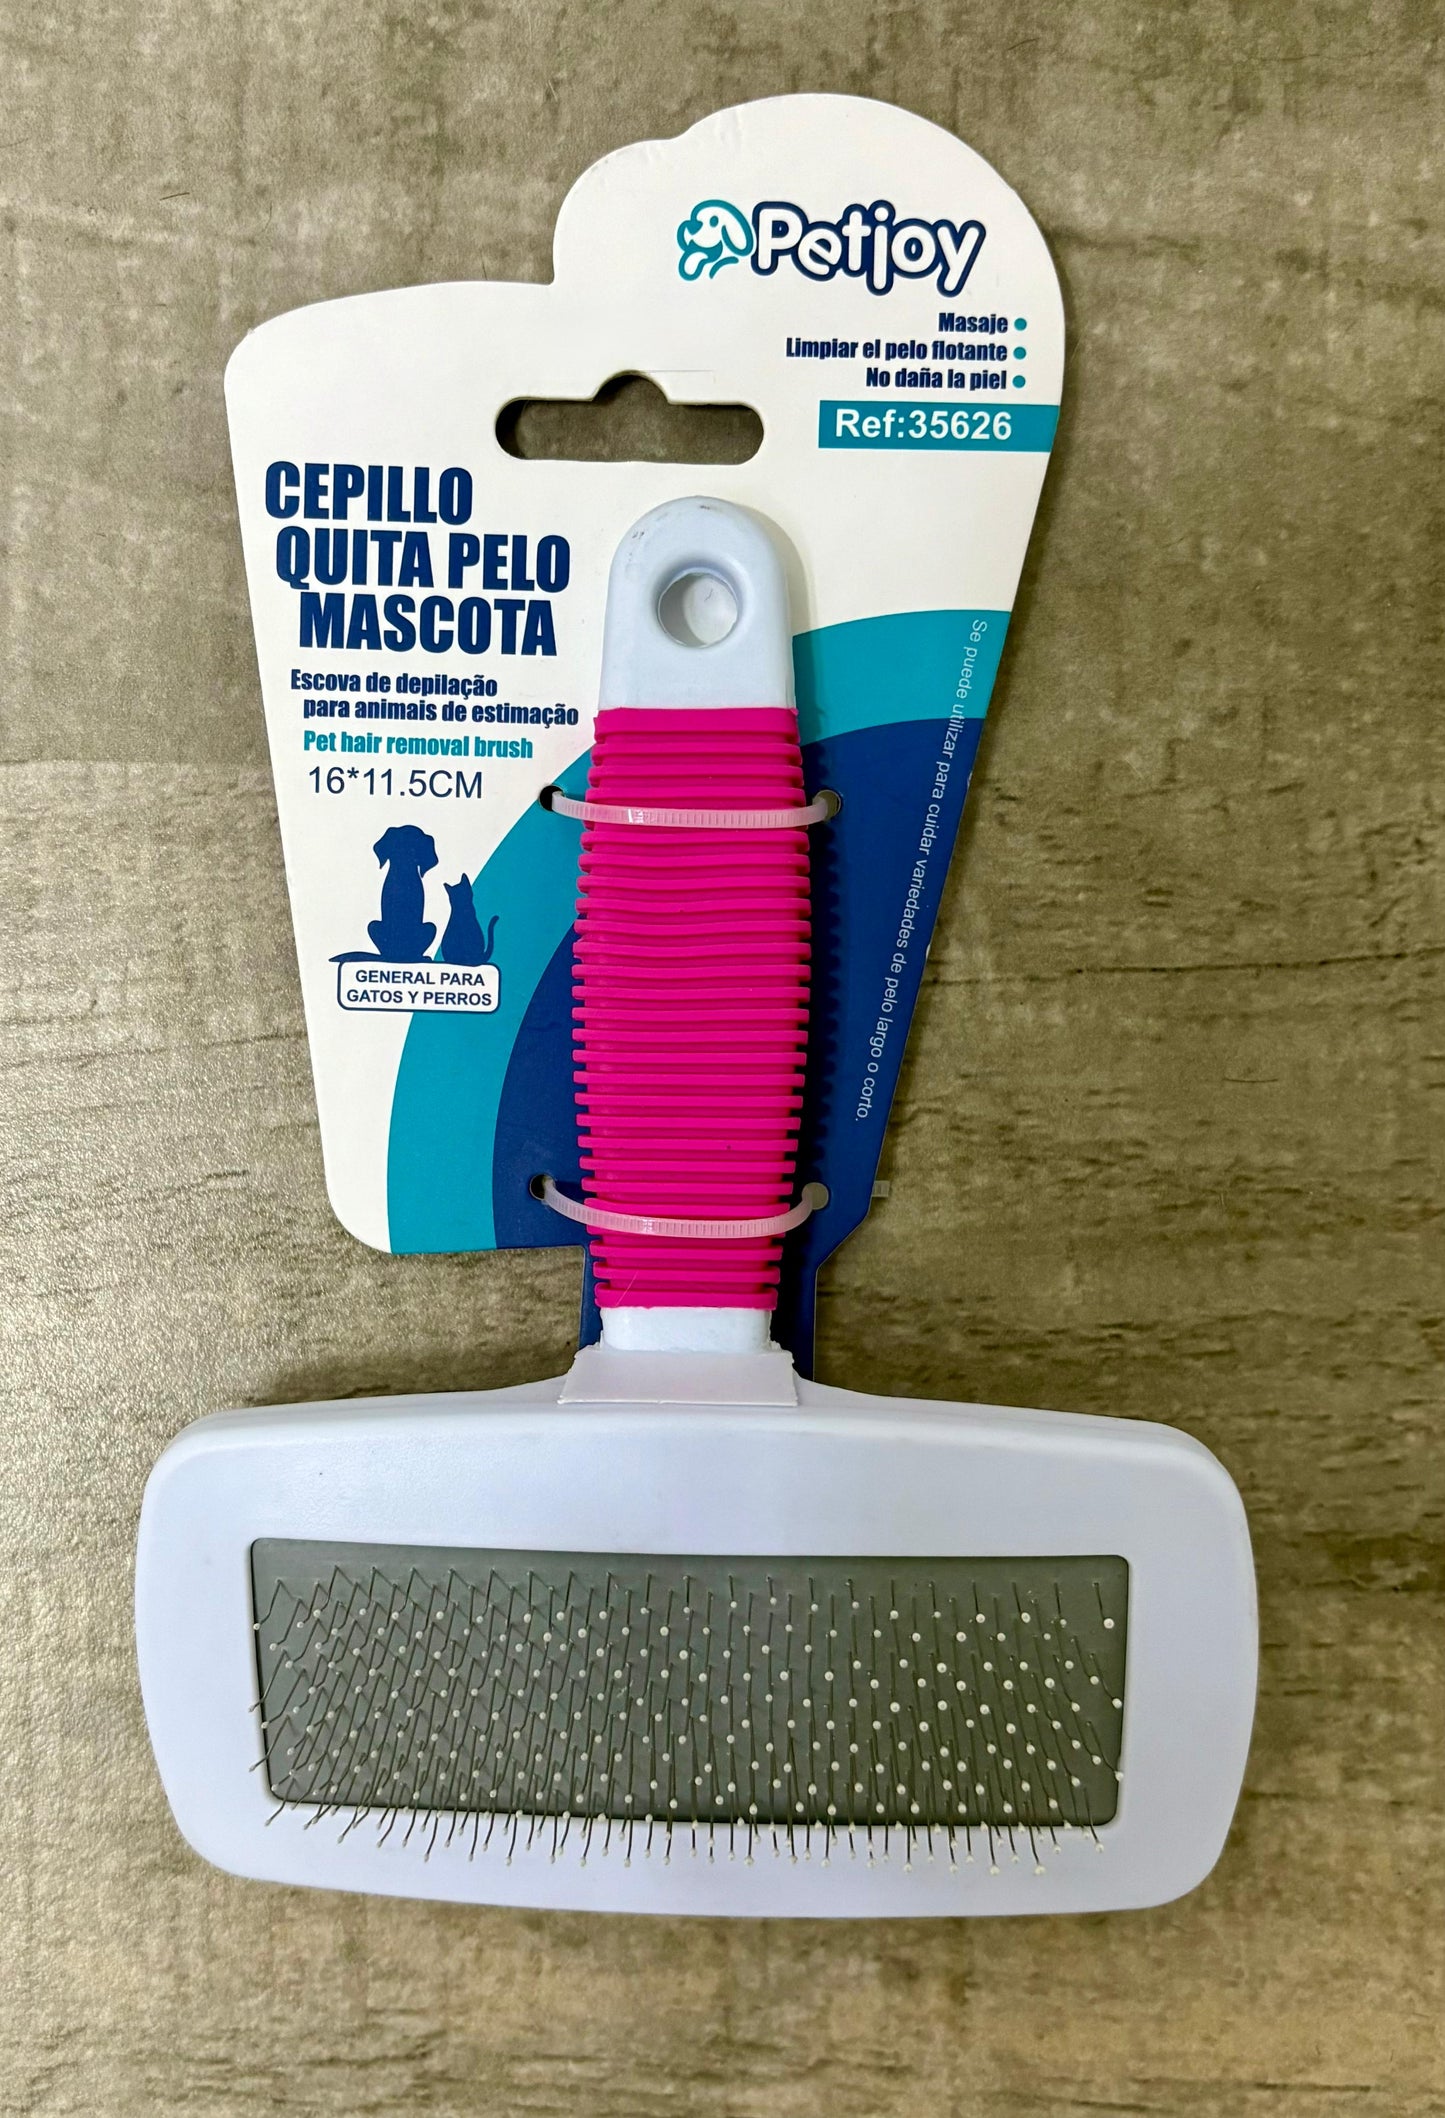 Petjoy
Masaje
Limpiar el pelo flotante
No daña la piel
Ref:35626
CEPILLO
QUITA PELO
MASCOTA
Escova de depilação
para animais de estimação
Pet hair removal brush
16*11.5CM
GENERAL PARA
GATOS Y PERROS
Se puede utilizar para cuidar variedades de pelo largo o corto.